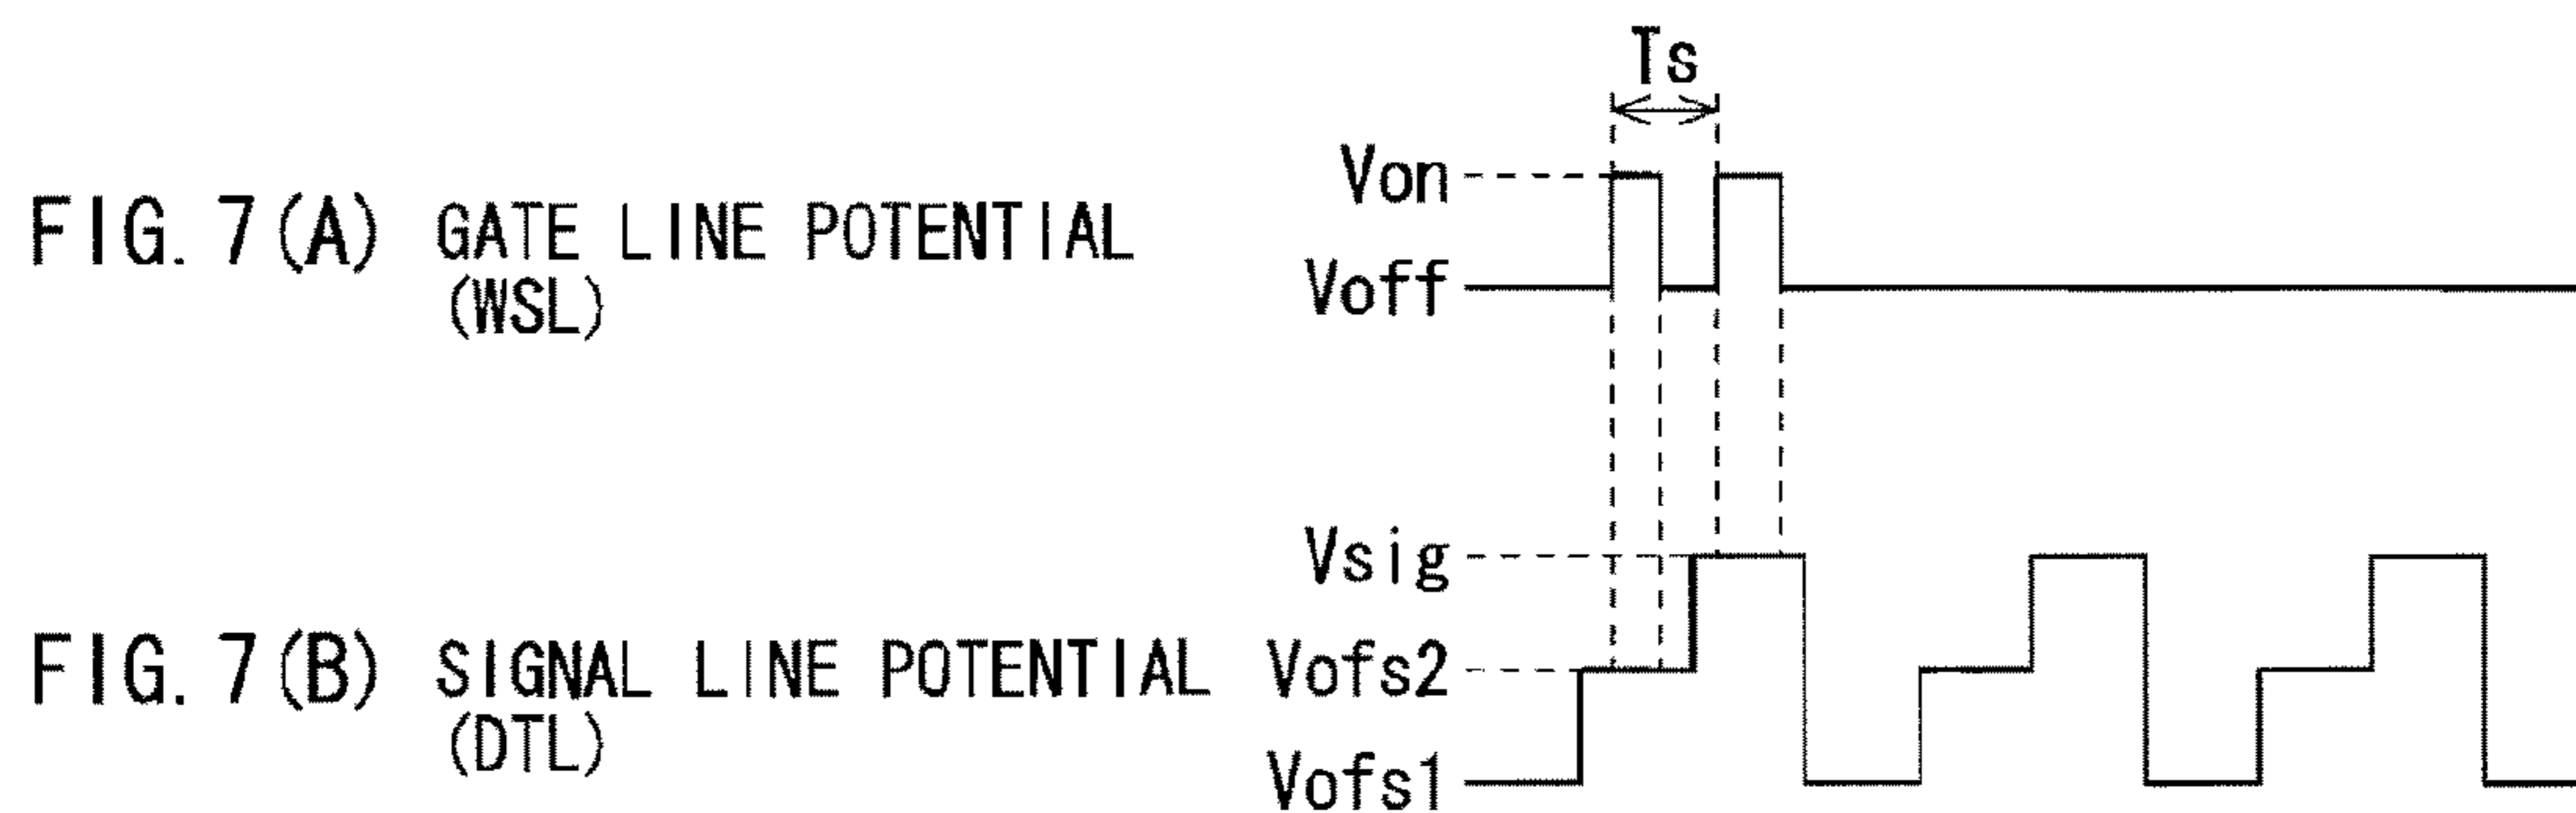 Ts
Von
FIG. 7(A) GATE LINE POTENTIAL
(WSL)
Voff
Vsig
FIG. 7(B) SIGNAL LINE POTENTIAL
(DTL)
Vofs2
Vofs1